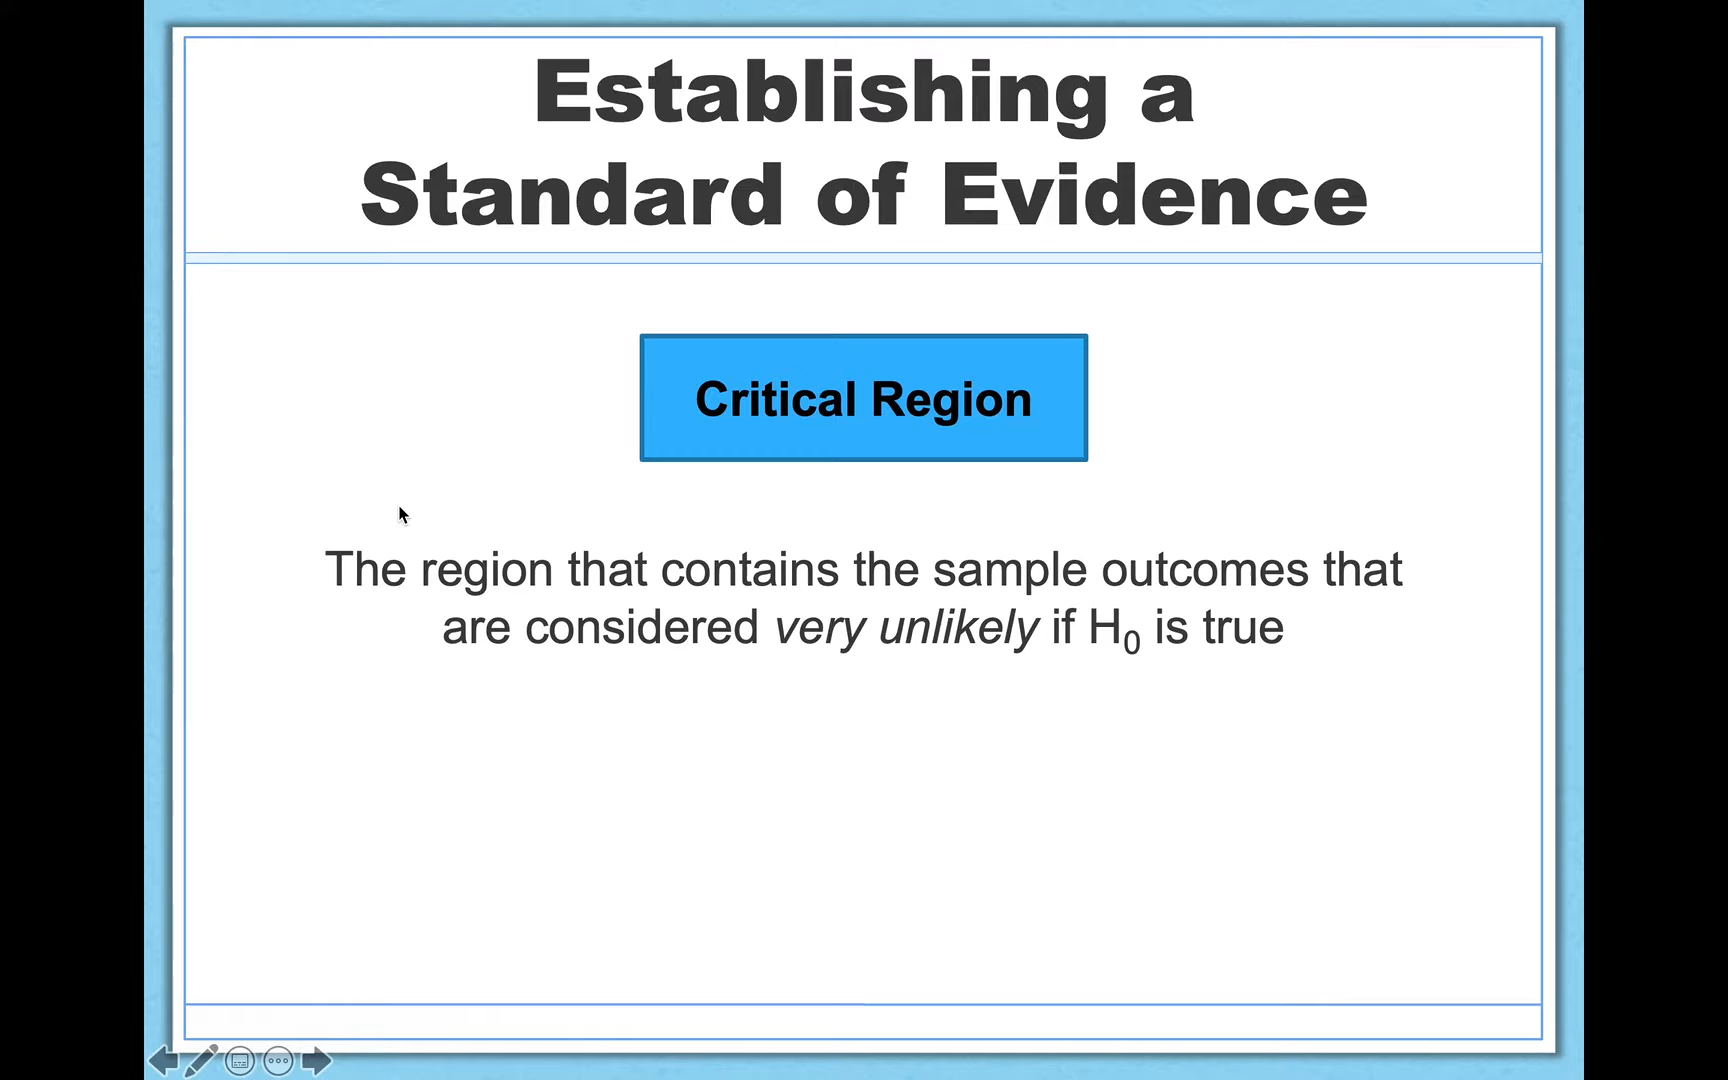 Establishing a
Standard of Evidence
Critical Region
The region that contains the sample outcomes that
are considered very unlikely if H₀ is true